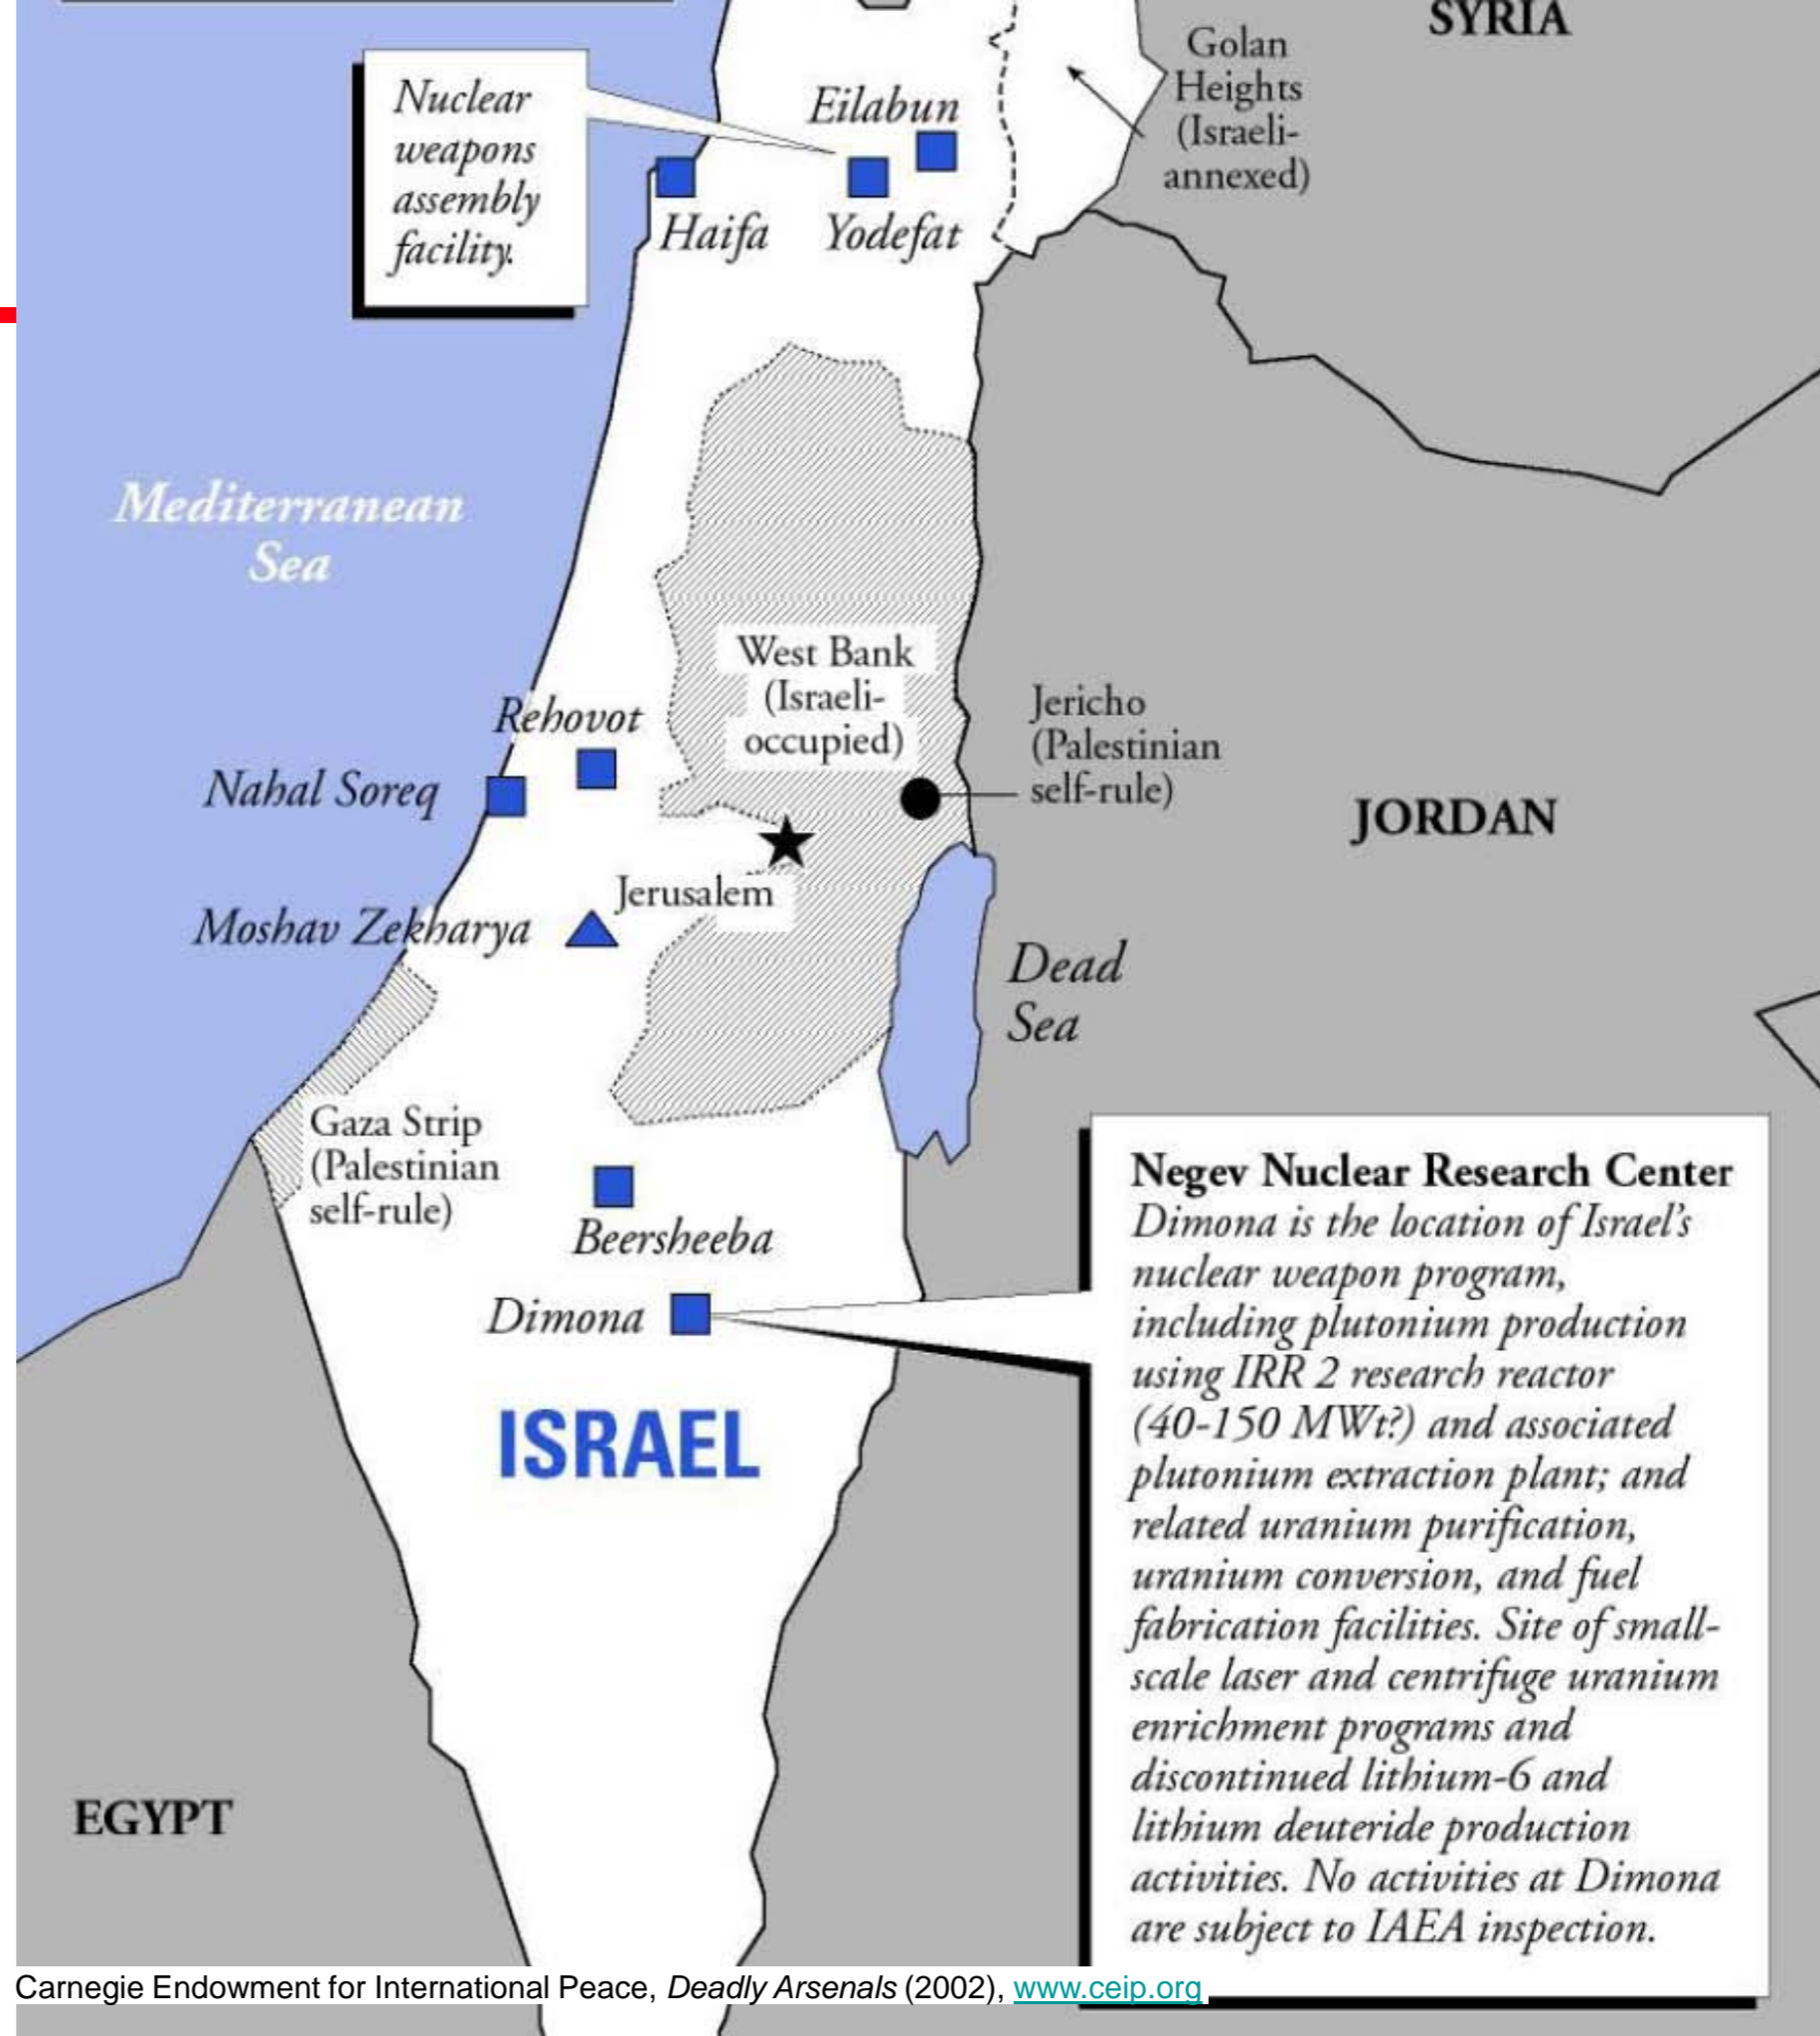 SYRIA
Golan
Heights
(Israeli-
annexed)
Nuclear
weapons
assembly
facility.
Eilabun
Haifa
Yodefat
Mediterranean
Sea
West Bank
(Israeli-
occupied)
Rehovot
Jericho
(Palestinian
self-rule)
Nahal Soreq
JORDAN
Jerusalem
Moshav Zekharya
Dead
Sea
Gaza Strip
(Palestinian
self-rule)
Beersheeba
Dimona
ISRAEL
Negev Nuclear Research Center
Dimona is the location of Israel's
nuclear weapon program,
including plutonium production
using IRR 2 research reactor
(40-150 MWt?) and associated
plutonium extraction plant; and
related uranium purification,
uranium conversion, and fuel
fabrication facilities. Site of small-
scale laser and centrifuge uranium
enrichment programs and
discontinued lithium-6 and
lithium deuteride production
activities. No activities at Dimona
are subject to IAEA inspection.
EGYPT
Carnegie Endowment for International Peace, Deadly Arsenals (2002), www.ceip.org